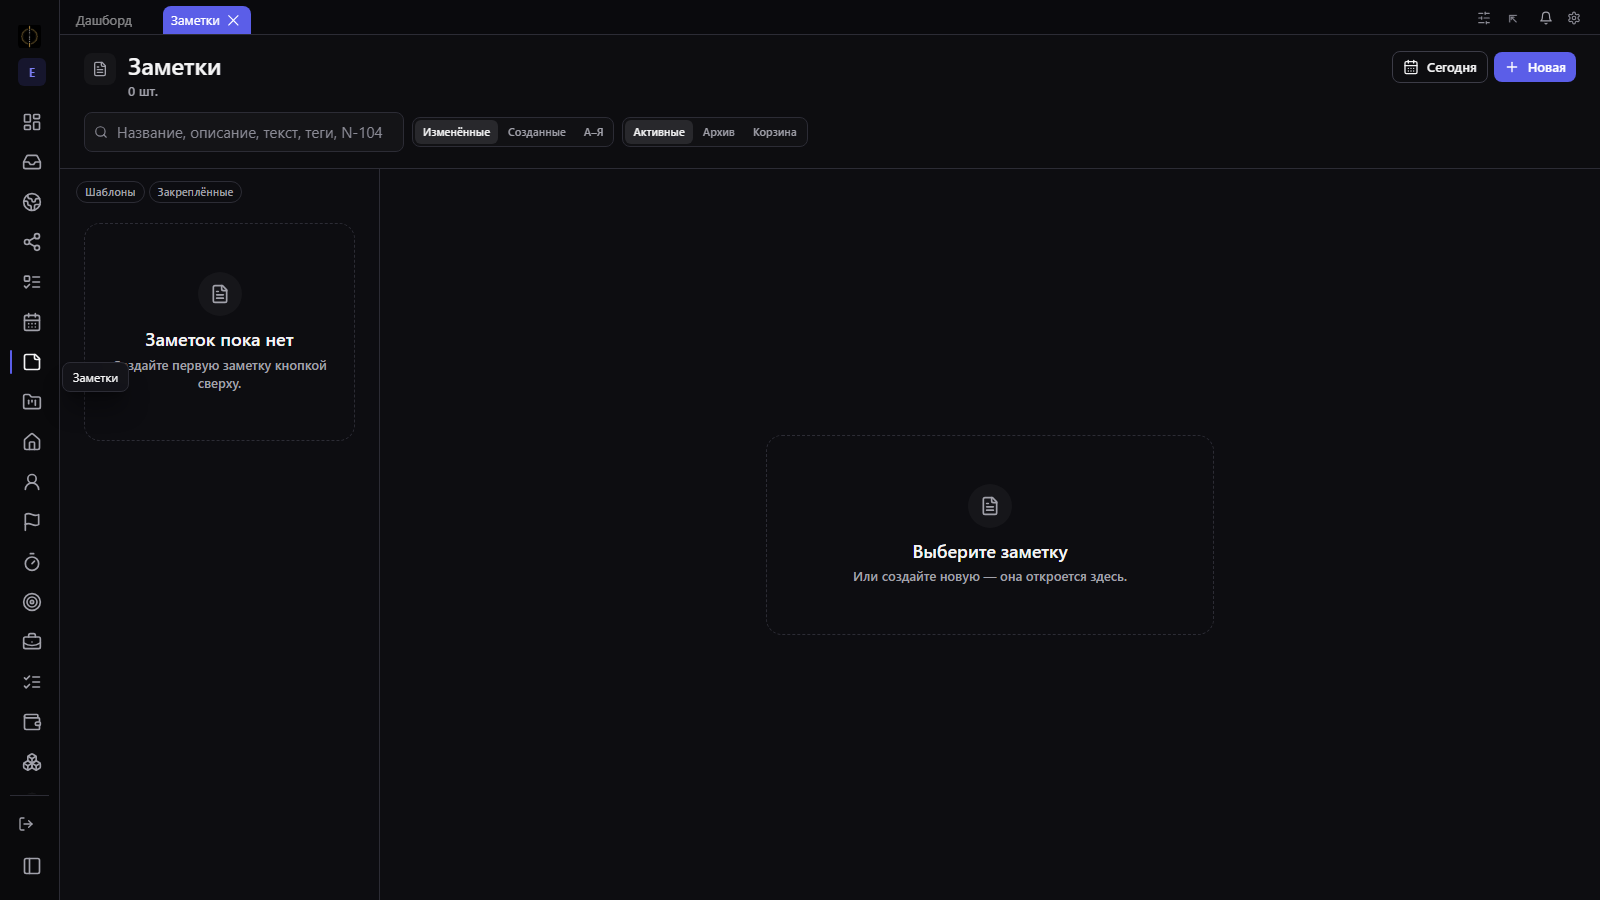 Дашборд
Заметки
E
Заметки
0 шт.
Сегодня
Новая
Название, описание, текст, теги, N-104
Изменённые
Созданные
А–Я
Активные
Архив
Корзина
Шаблоны
Закреплённые
Заметок пока нет
здайте первую заметку кнопкой
сверху.
Заметки
Выберите заметку
Или создайте новую — она откроется здесь.